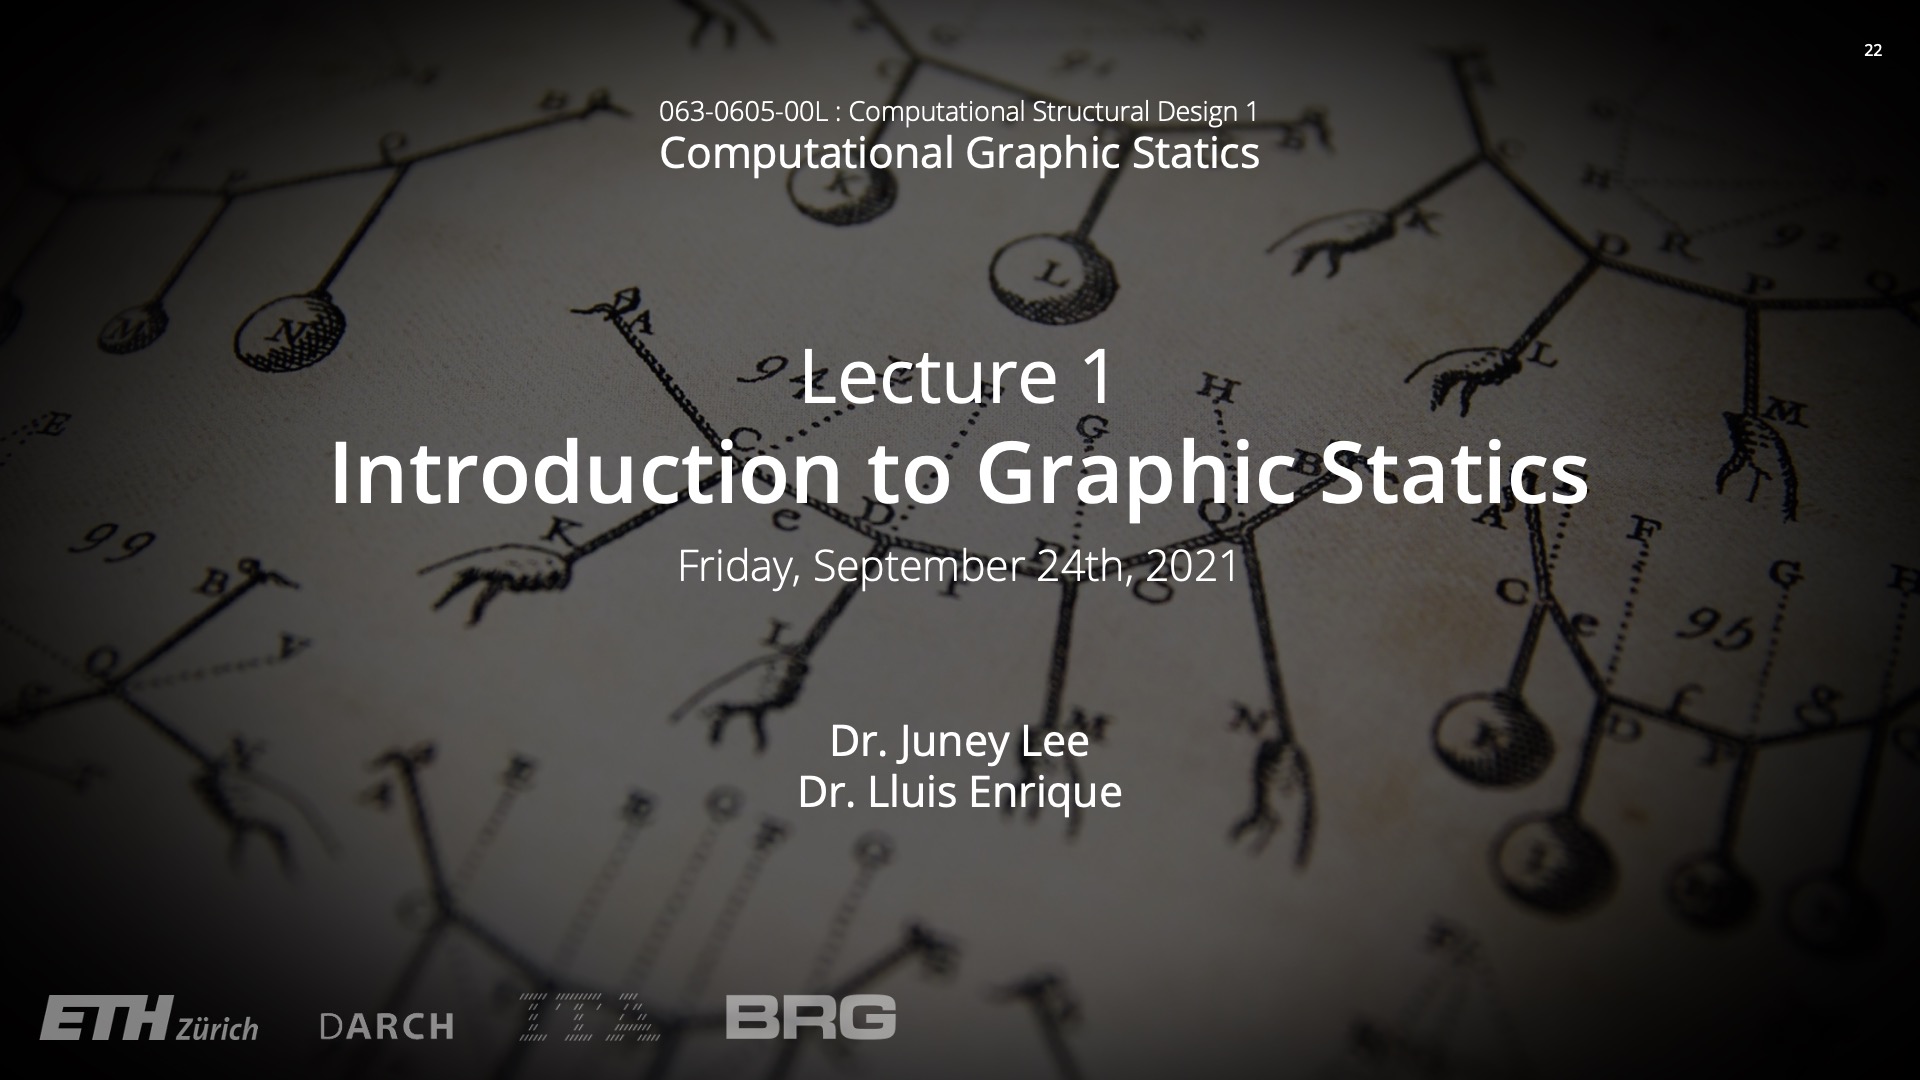 22
063-0605-00L : Computational Structural Design 1
Computational Graphic Statics
Lecture 1
Introduction to Graphic Statics
Friday, September 24th, 2021
Dr. Juney Lee
Dr. Lluis Enrique
ETH Zürich DARCH ITA BRG